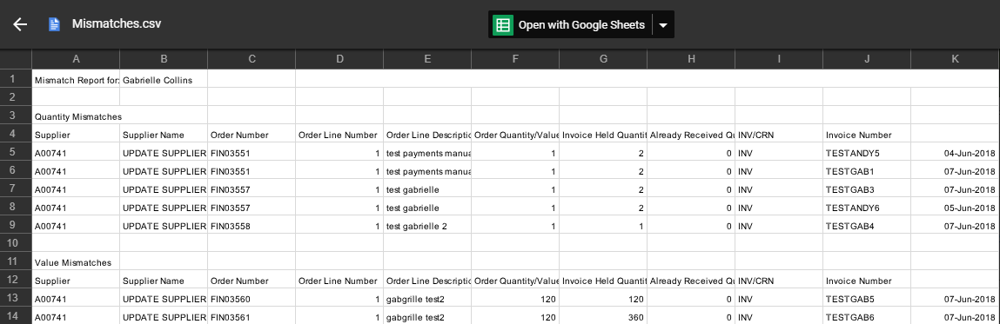 Mismatches.csv
Open with Google Sheets
A B C D E F G H I J K
1 Mismatch Report for: Gabrielle Collins
2
3 Quantity Mismatches
4 Supplier Supplier Name Order Number Order Line Number Order Line Descriptic Order Quantity/Value Invoice Held Quantit Already Received Qu INV/CRN Invoice Number
5 A00741 UPDATE SUPPLIER FIN03551 1 test payments manua 1 2 0 INV TESTANDY5 04-Jun-2018
6 A00741 UPDATE SUPPLIER FIN03551 1 test payments manua 1 2 0 INV TESTGAB1 07-Jun-2018
7 A00741 UPDATE SUPPLIER FIN03557 1 test gabrielle 1 2 0 INV TESTGAB3 07-Jun-2018
8 A00741 UPDATE SUPPLIER FIN03557 1 test gabrielle 1 2 0 INV TESTANDY6 05-Jun-2018
9 A00741 UPDATE SUPPLIER FIN03558 1 test gabrielle 2 1 1 0 INV TESTGAB4 07-Jun-2018
10
11 Value Mismatches
12 Supplier Supplier Name Order Number Order Line Number Order Line Descriptic Order Quantity/Value Invoice Held Quantit Already Received Qu INV/CRN Invoice Number
13 A00741 UPDATE SUPPLIER FIN03560 1 gabgrille test2 120 120 0 INV TESTGAB5 07-Jun-2018
14 A00741 UPDATE SUPPLIER FIN03561 1 gabgrille test2 120 360 0 INV TESTGAB6 07-Jun-2018